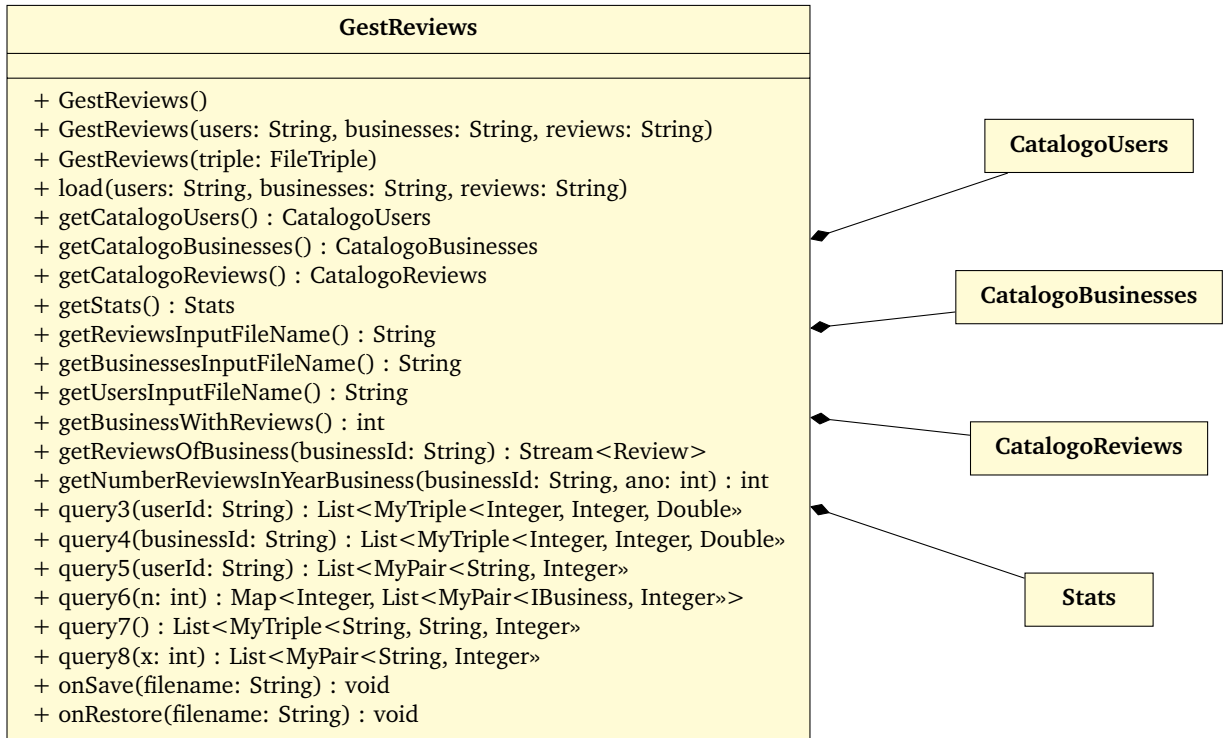 GestReviews
+ GestReviews()
+ GestReviews(users: String, businesses: String, reviews: String)
+ GestReviews(triple: FileTriple)
+ load(users: String, businesses: String, reviews: String)
+ getCatalogoUsers() : CatalogoUsers
+ getCatalogoBusinesses() : CatalogoBusinesses
+ getCatalogoReviews() : CatalogoReviews
+ getStats() : Stats
+ getReviewsInputFileName() : String
+ getBusinessesInputFileName() : String
+ getUsersInputFileName() : String
+ getBusinessWithReviews() : int
+ getReviewsOfBusiness(businessId: String) : Stream<Review>
+ getNumberReviewsInYearBusiness(businessId: String, ano: int) : int
+ query3(userId: String) : List<MyTriple<Integer, Integer, Double»
+ query4(businessId: String) : List<MyTriple<Integer, Integer, Double»
+ query5(userId: String) : List<MyPair<String, Integer»
+ query6(n: int) : Map<Integer, List<MyPair<IBusiness, Integer»>
+ query7() : List<MyTriple<String, String, Integer»
+ query8(x: int) : List<MyPair<String, Integer»
+ onSave(filename: String) : void
+ onRestore(filename: String) : void
CatalogoUsers
CatalogoBusinesses
CatalogoReviews
Stats